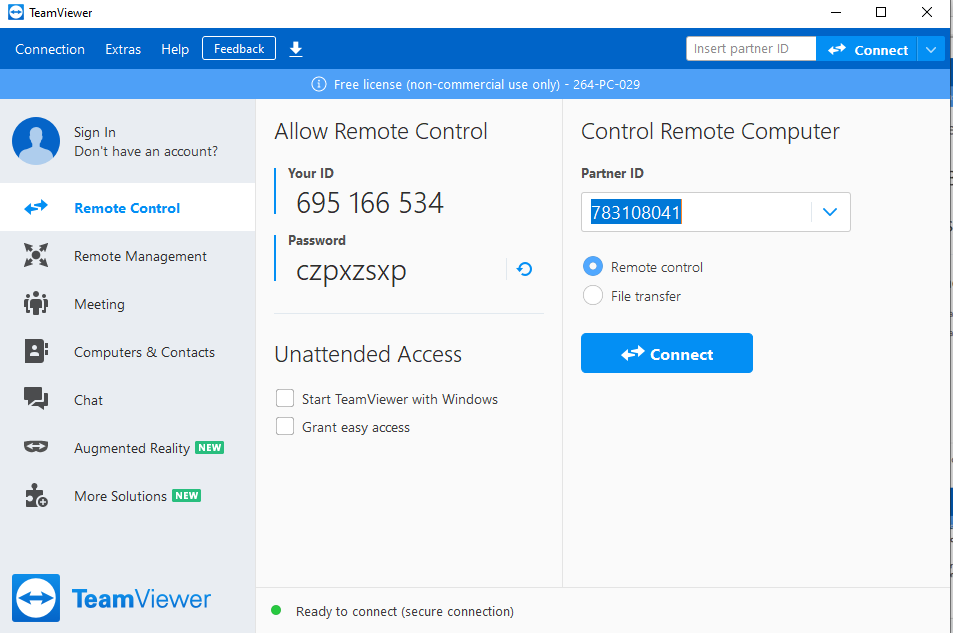 TeamViewer
Connection Extras Help Feedback Insert partner ID Connect
Free license (non-commercial use only) - 264-PC-029
Sign In
Don't have an account?
Remote Control
Remote Management
Meeting
Computers & Contacts
Chat
Augmented Reality NEW
More Solutions NEW
TeamViewer
Allow Remote Control
Your ID
695 166 534
Password
czpxzsxp
Unattended Access
Start TeamViewer with Windows
Grant easy access
Control Remote Computer
Partner ID
783108041
Remote control
File transfer
Connect
Ready to connect (secure connection)